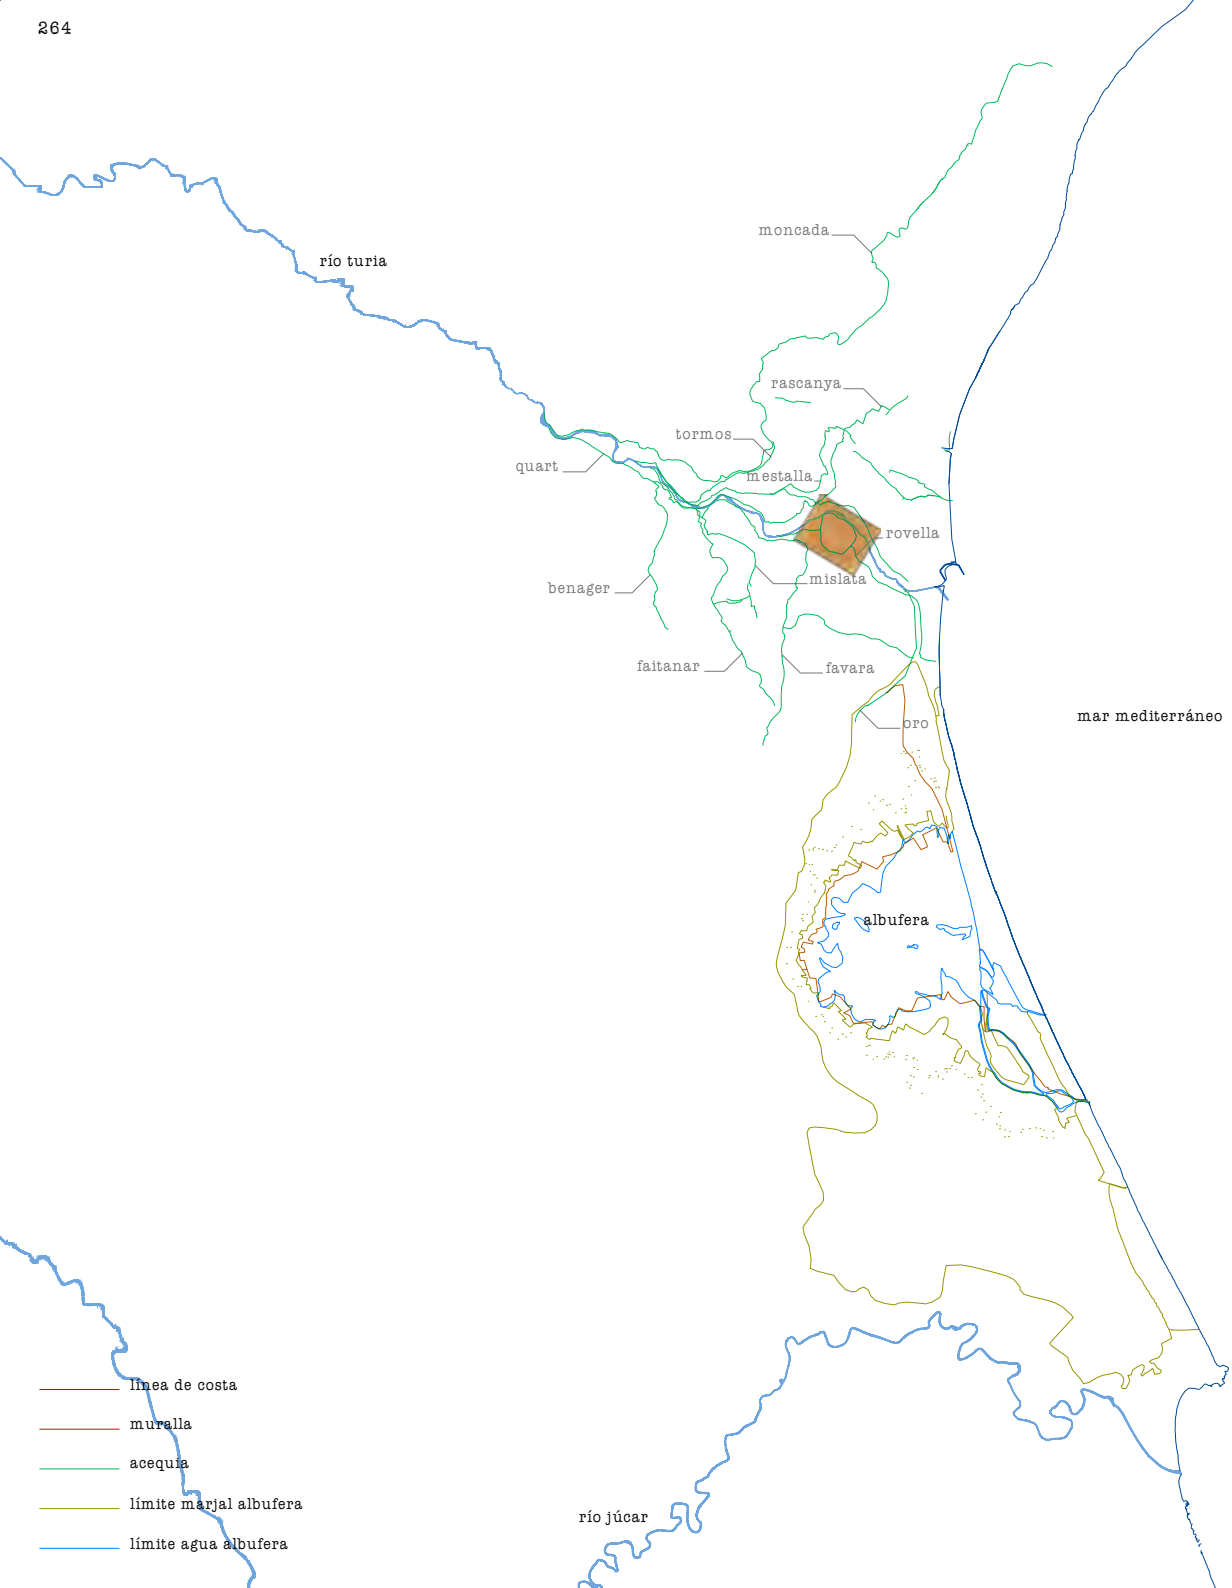 264
moncada
río turia
rascanya
tormos
quart
mestalla
rovella
mislata
benager
faitanar
favara
mar mediterráneo
oro
albufera
línea de costa
muralla
acequia
límite marjal albufera
río júcar
límite agua albufera